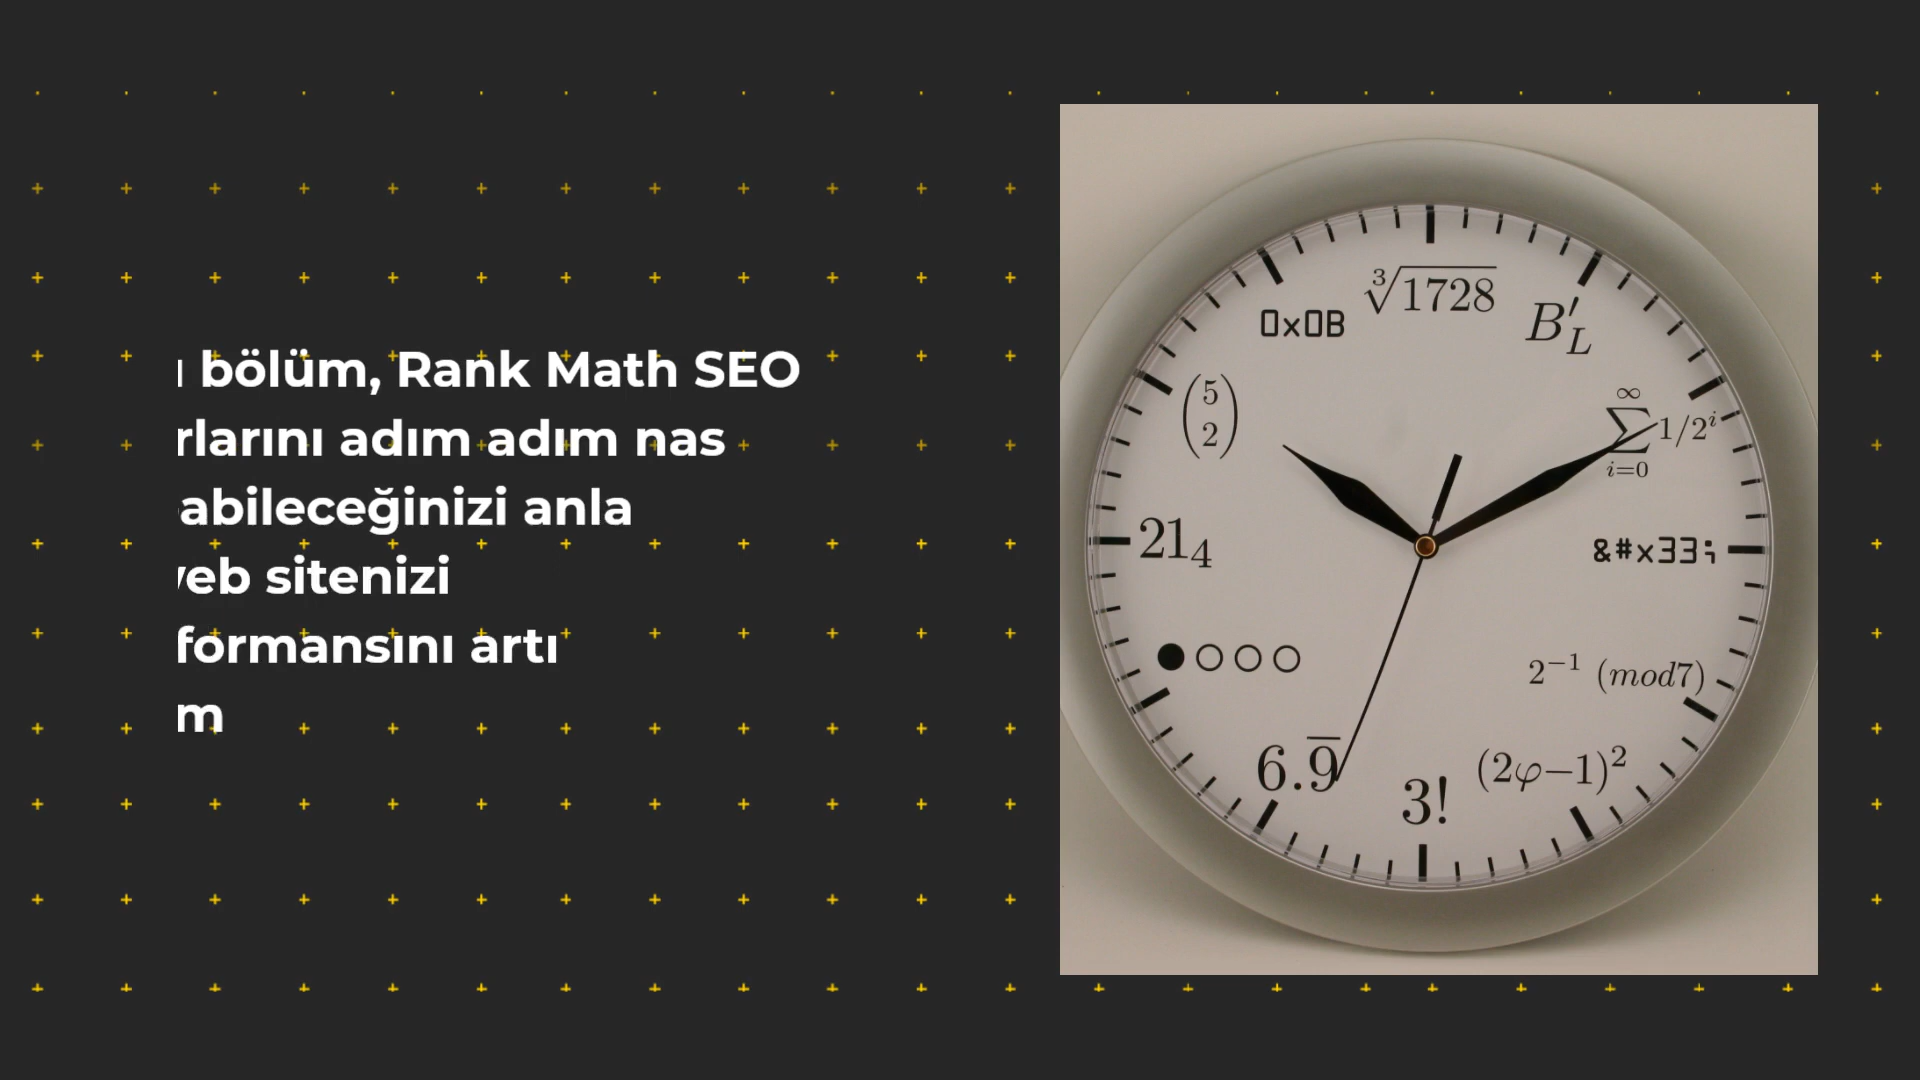 bölüm, Rank Math SEO
rlarını adım adım nas
abileceğinizi anla
eb sitenizi
formansını artı
m
∛1728
0x0B
B′_L
(5 2)
∑_{i=0}^{∞} 1/2^i
21₄
&#x33;
2⁻¹ (mod7)
6.9̅
3!
(2φ−1)²